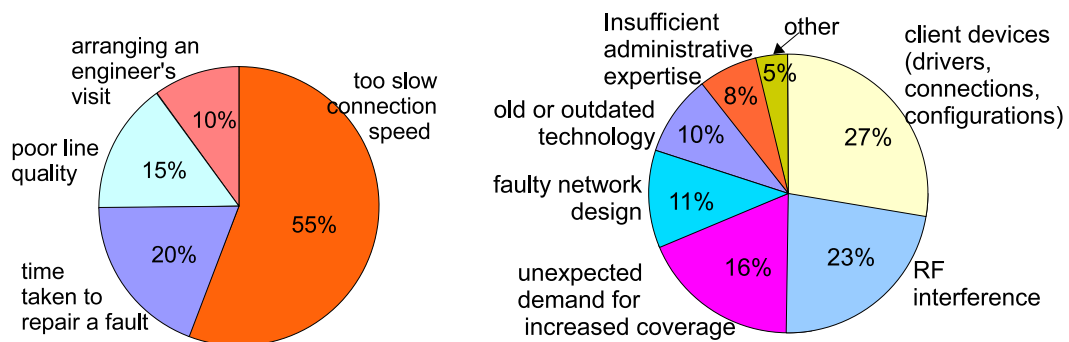 arranging an
engineer's
visit
10%
too slow
connection
speed
poor line
quality
15%
55%
20%
time
taken to
repair a fault
Insufficient
administrative
expertise
other
5%
8%
client devices
(drivers,
connections,
configurations)
27%
old or outdated
technology
10%
faulty network
design
11%
unexpected
demand for
increased coverage
16%
23%
RF
interference